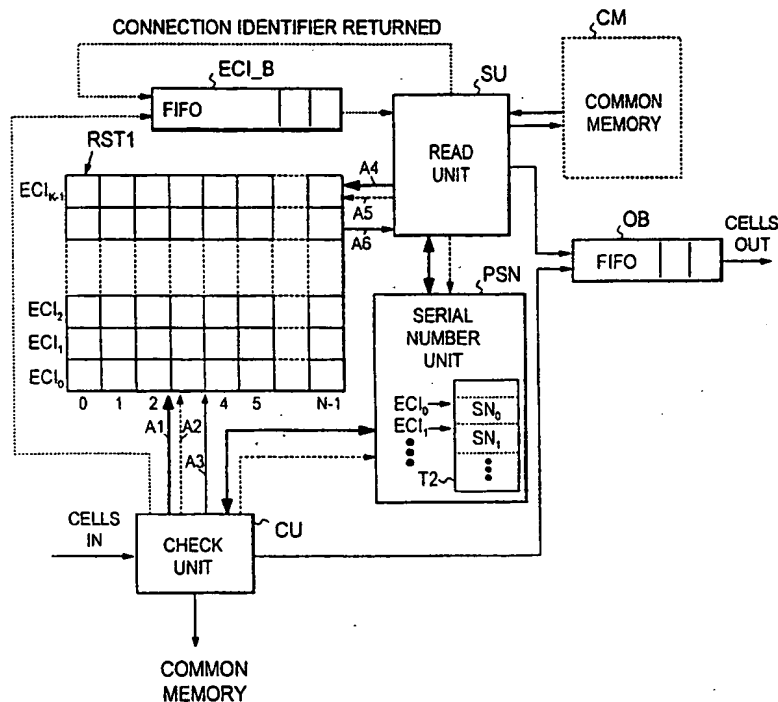 CONNECTION IDENTIFIER RETURNED
CM
ECI_B
SU
FIFO
COMMON
MEMORY
READ
UNIT
RST1
ECI_{K-1}
A4
A5
A6
OB
CELLS
OUT
FIFO
PSN
SERIAL
NUMBER
UNIT
ECI_2
ECI_1
ECI_0
0 1 2 4 5 N-1
ECI_0
SN_0
ECI_1
SN_1
T2
A1
A2
A3
CELLS
IN
CU
CHECK
UNIT
COMMON
MEMORY